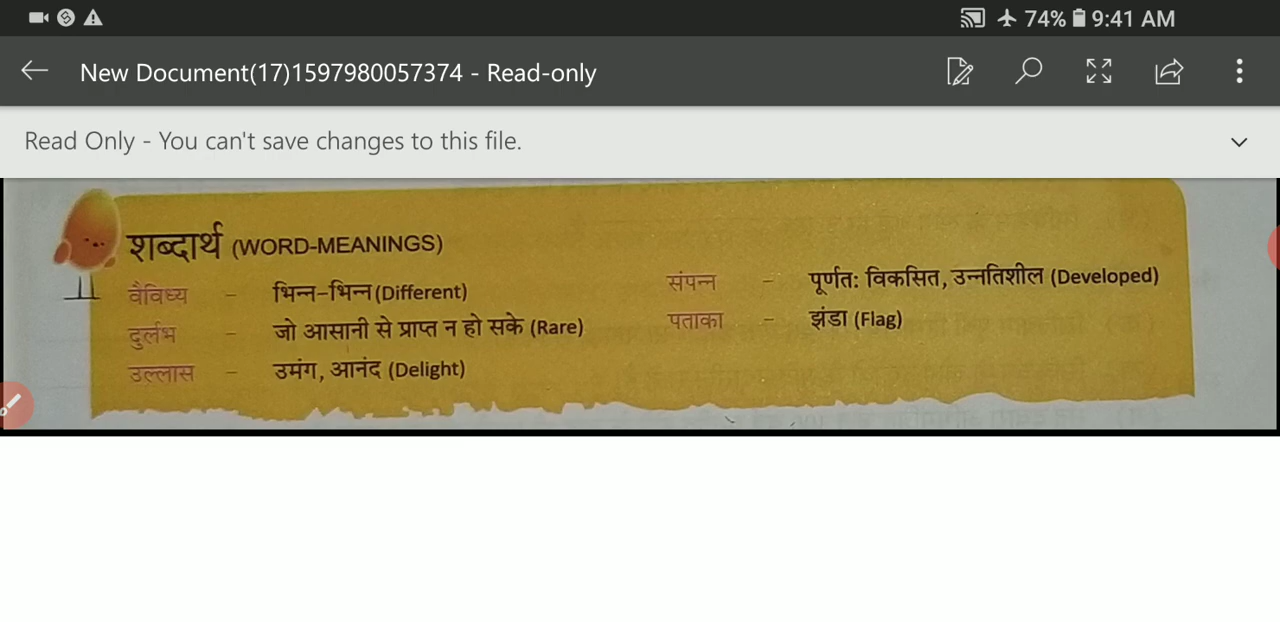 74% 9:41 AM
New Document(17)1597980057374 - Read-only
Read Only - You can't save changes to this file.
शब्दार्थ (WORD-MEANINGS)
वैविध्य – भिन्न-भिन्न (Different)
दुर्लभ – जो आसानी से प्राप्त न हो सके (Rare)
उल्लास – उमंग, आनंद (Delight)
संपन्न – पूर्णत: विकसित, उन्नतिशील (Developed)
पताका – झंडा (Flag)